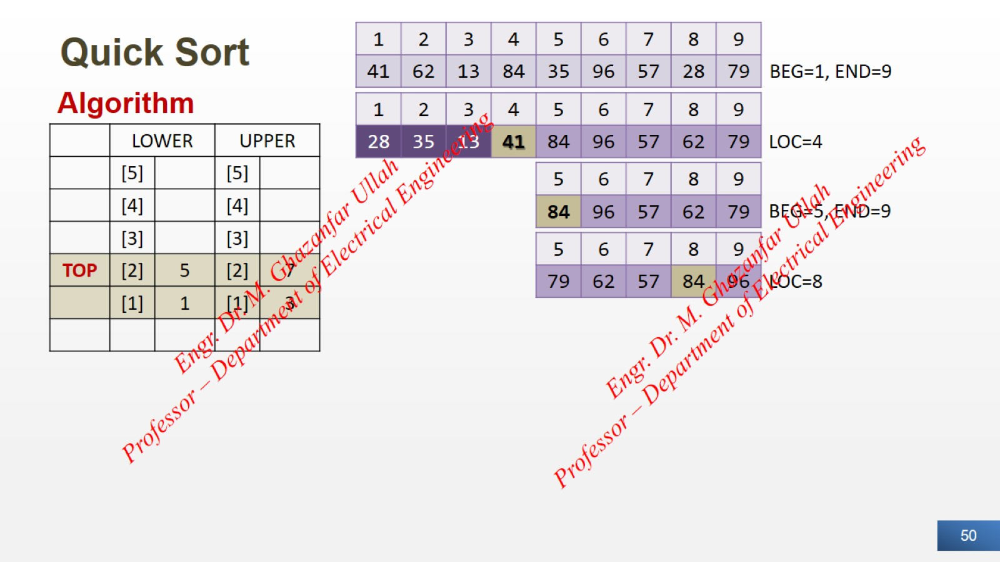 Quick Sort
Algorithm
LOWER UPPER
[5] [5]
[4] [4]
[3] [3]
TOP [2] 5 [2] 7
[1] 1 [1] 3
1 2 3 4 5 6 7 8 9
41 62 13 84 35 96 57 28 79 BEG=1, END=9
1 2 3 4 5 6 7 8 9
28 35 13 41 84 96 57 62 79 LOC=4
5 6 7 8 9
84 96 57 62 79 BEG=5, END=9
5 6 7 8 9
79 62 57 84 96 LOC=8
Engr. Dr. M. Ghazanfar Ullah
Professor – Department of Electrical Engineering
Engr. Dr. M. Ghazanfar Ullah
Professor – Department of Electrical Engineering
50